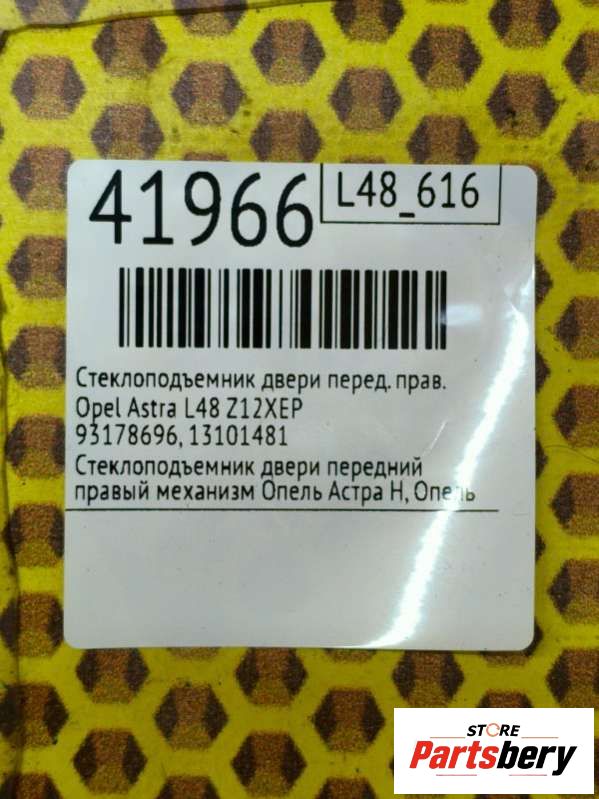 41966
L48_616
Стеклоподъемник двери перед. прав.
Opel Astra L48 Z12XEP
93178696, 13101481
Стеклоподъемник двери передний
правый механизм Опель Астра Н, Опель
STORE
Partsbery